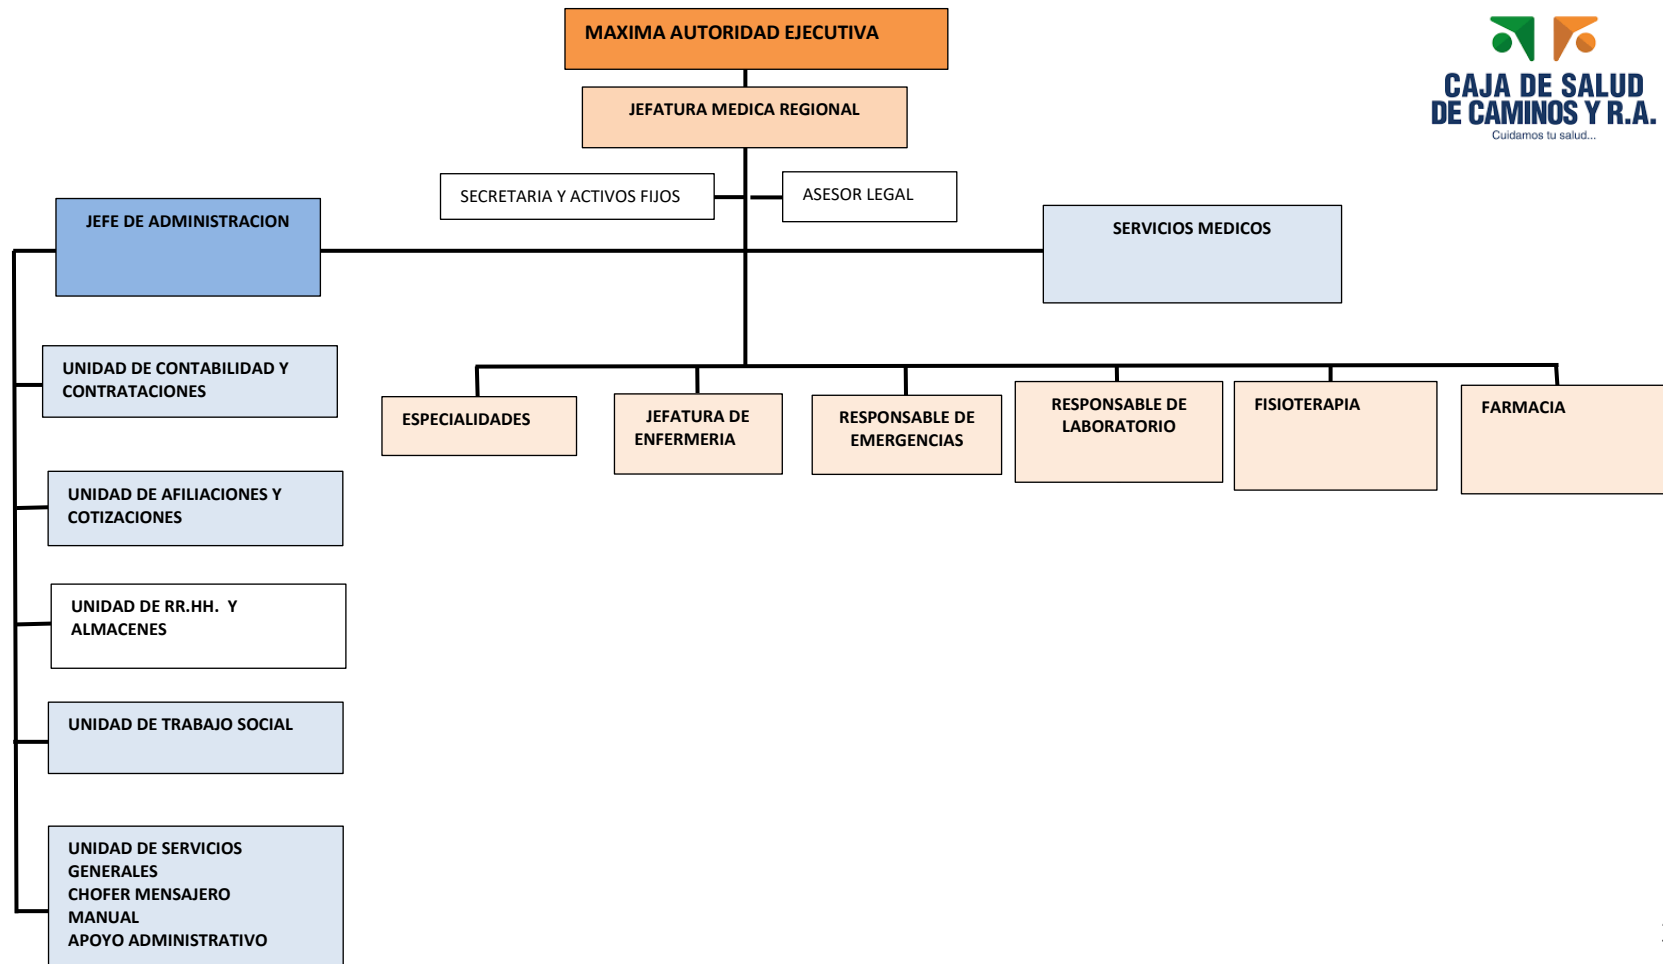 MAXIMA AUTORIDAD EJECUTIVA
CAJA DE SALUD
DE CAMINOS Y R.A.
Cuidamos tu salud...
JEFATURA MEDICA REGIONAL
SECRETARIA Y ACTIVOS FIJOS
ASESOR LEGAL
JEFE DE ADMINISTRACION
SERVICIOS MEDICOS
UNIDAD DE CONTABILIDAD Y
CONTRATACIONES
ESPECIALIDADES
JEFATURA DE
ENFERMERIA
RESPONSABLE DE
EMERGENCIAS
RESPONSABLE DE
LABORATORIO
FISIOTERAPIA
FARMACIA
UNIDAD DE AFILIACIONES Y
COTIZACIONES
UNIDAD DE RR.HH. Y
ALMACENES
UNIDAD DE TRABAJO SOCIAL
UNIDAD DE SERVICIOS
GENERALES
CHOFER MENSAJERO
MANUAL
APOYO ADMINISTRATIVO